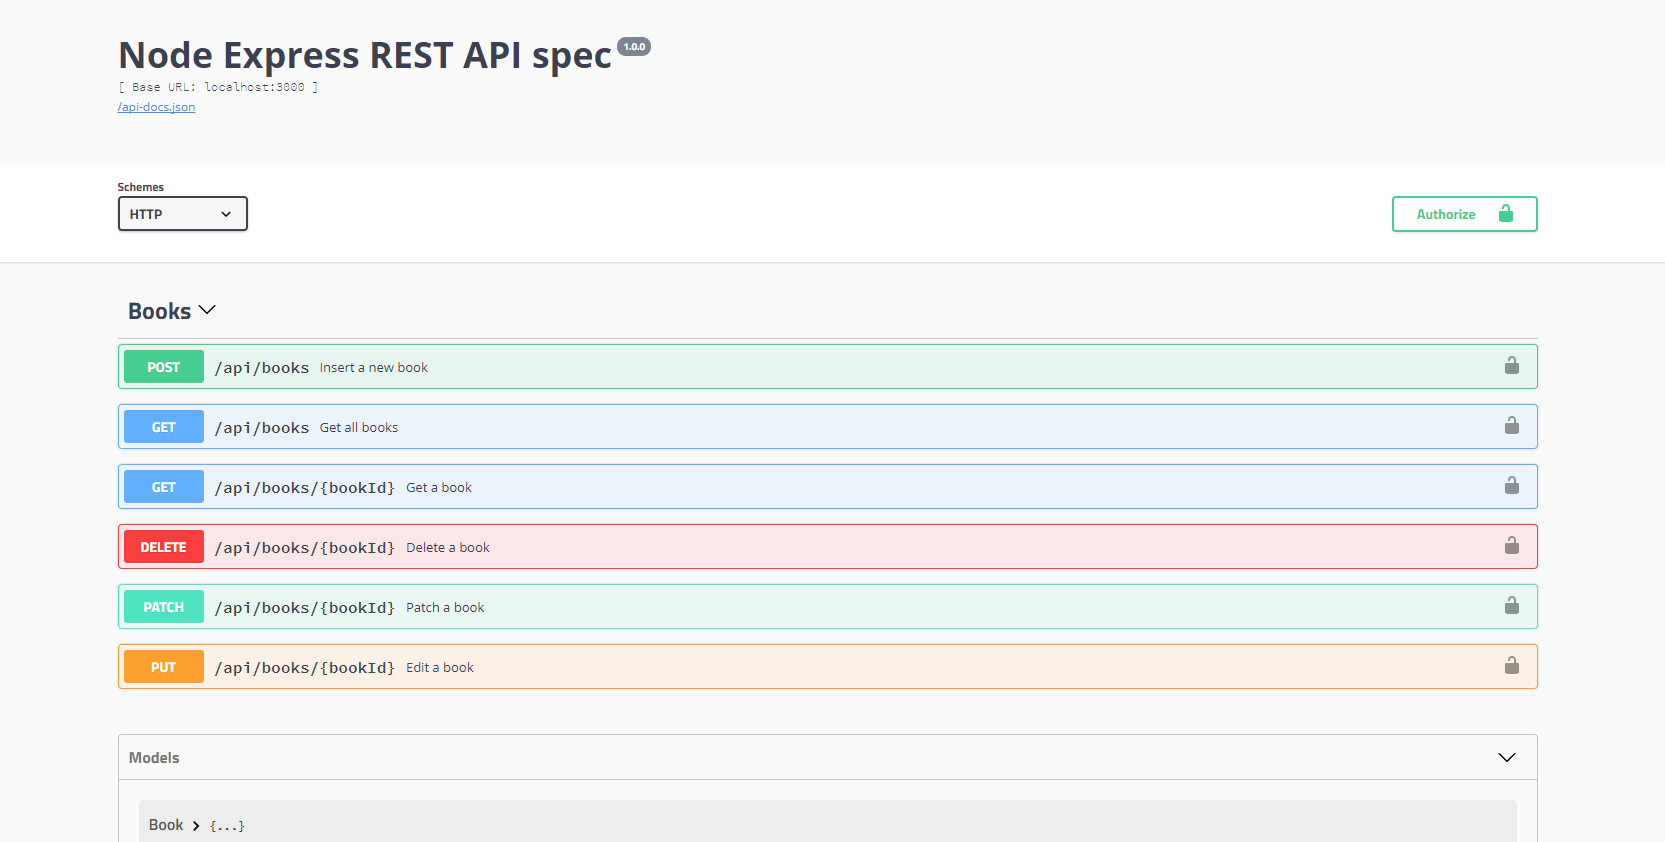 Node Express REST API spec 1.0.0
[ Base URL: localhost:3000 ]
/api-docs.json
Schemes
HTTP
Authorize
Books
POST /api/books Insert a new book
GET /api/books Get all books
GET /api/books/{bookId} Get a book
DELETE /api/books/{bookId} Delete a book
PATCH /api/books/{bookId} Patch a book
PUT /api/books/{bookId} Edit a book
Models
Book {...}